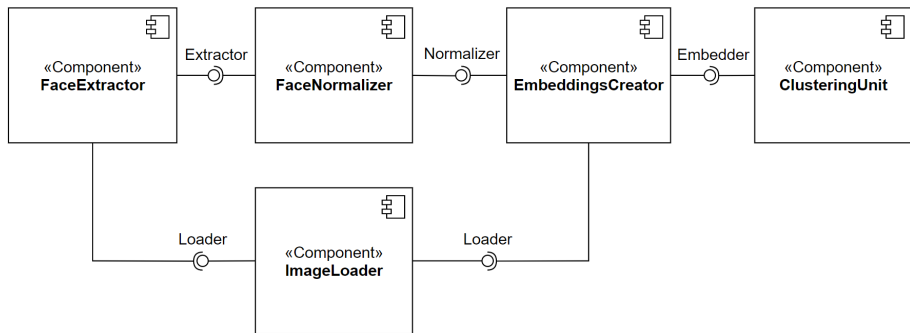 Extractor
Normalizer
Embedder
«Component»
FaceExtractor
«Component»
FaceNormalizer
«Component»
EmbeddingsCreator
«Component»
ClusteringUnit
Loader
Loader
«Component»
ImageLoader